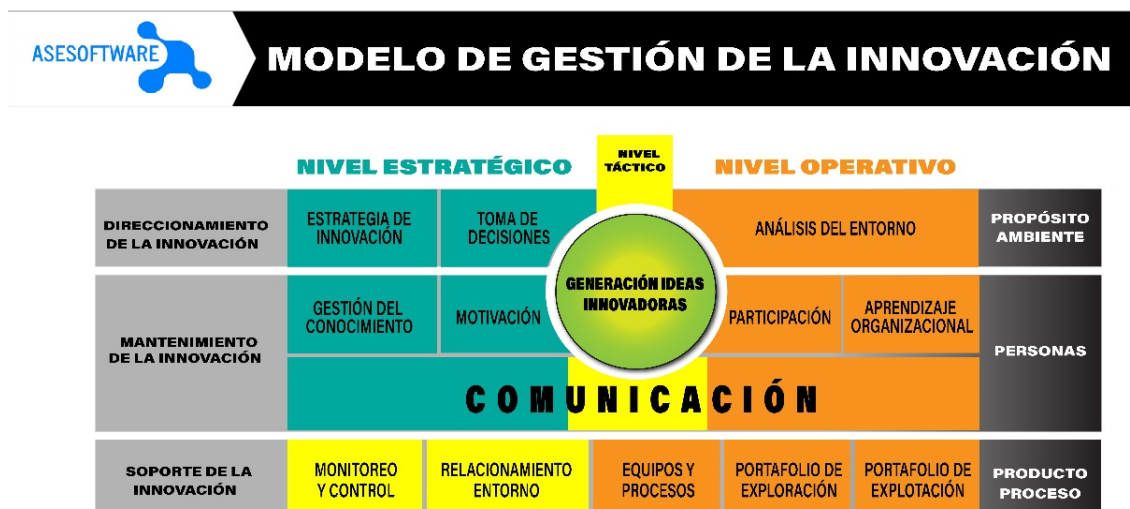 ASESOFTWARE
MODELO DE GESTIÓN DE LA INNOVACIÓN
NIVEL ESTRATÉGICO
NIVEL
TÁCTICO
NIVEL OPERATIVO
DIRECCIONAMIENTO
DE LA INNOVACIÓN
ESTRATEGIA DE
INNOVACIÓN
TOMA DE
DECISIONES
ANÁLISIS DEL ENTORNO
PROPÓSITO
AMBIENTE
GENERACIÓN IDEAS
INNOVADORAS
MANTENIMIENTO
DE LA INNOVACIÓN
GESTIÓN DEL
CONOCIMIENTO
MOTIVACIÓN
PARTICIPACIÓN
APRENDIZAJE
ORGANIZACIONAL
PERSONAS
COMUNICACIÓN
SOPORTE DE LA
INNOVACIÓN
MONITOREO
Y CONTROL
RELACIONAMIENTO
ENTORNO
EQUIPOS Y
PROCESOS
PORTAFOLIO DE
EXPLORACIÓN
PORTAFOLIO DE
EXPLOTACIÓN
PRODUCTO
PROCESO